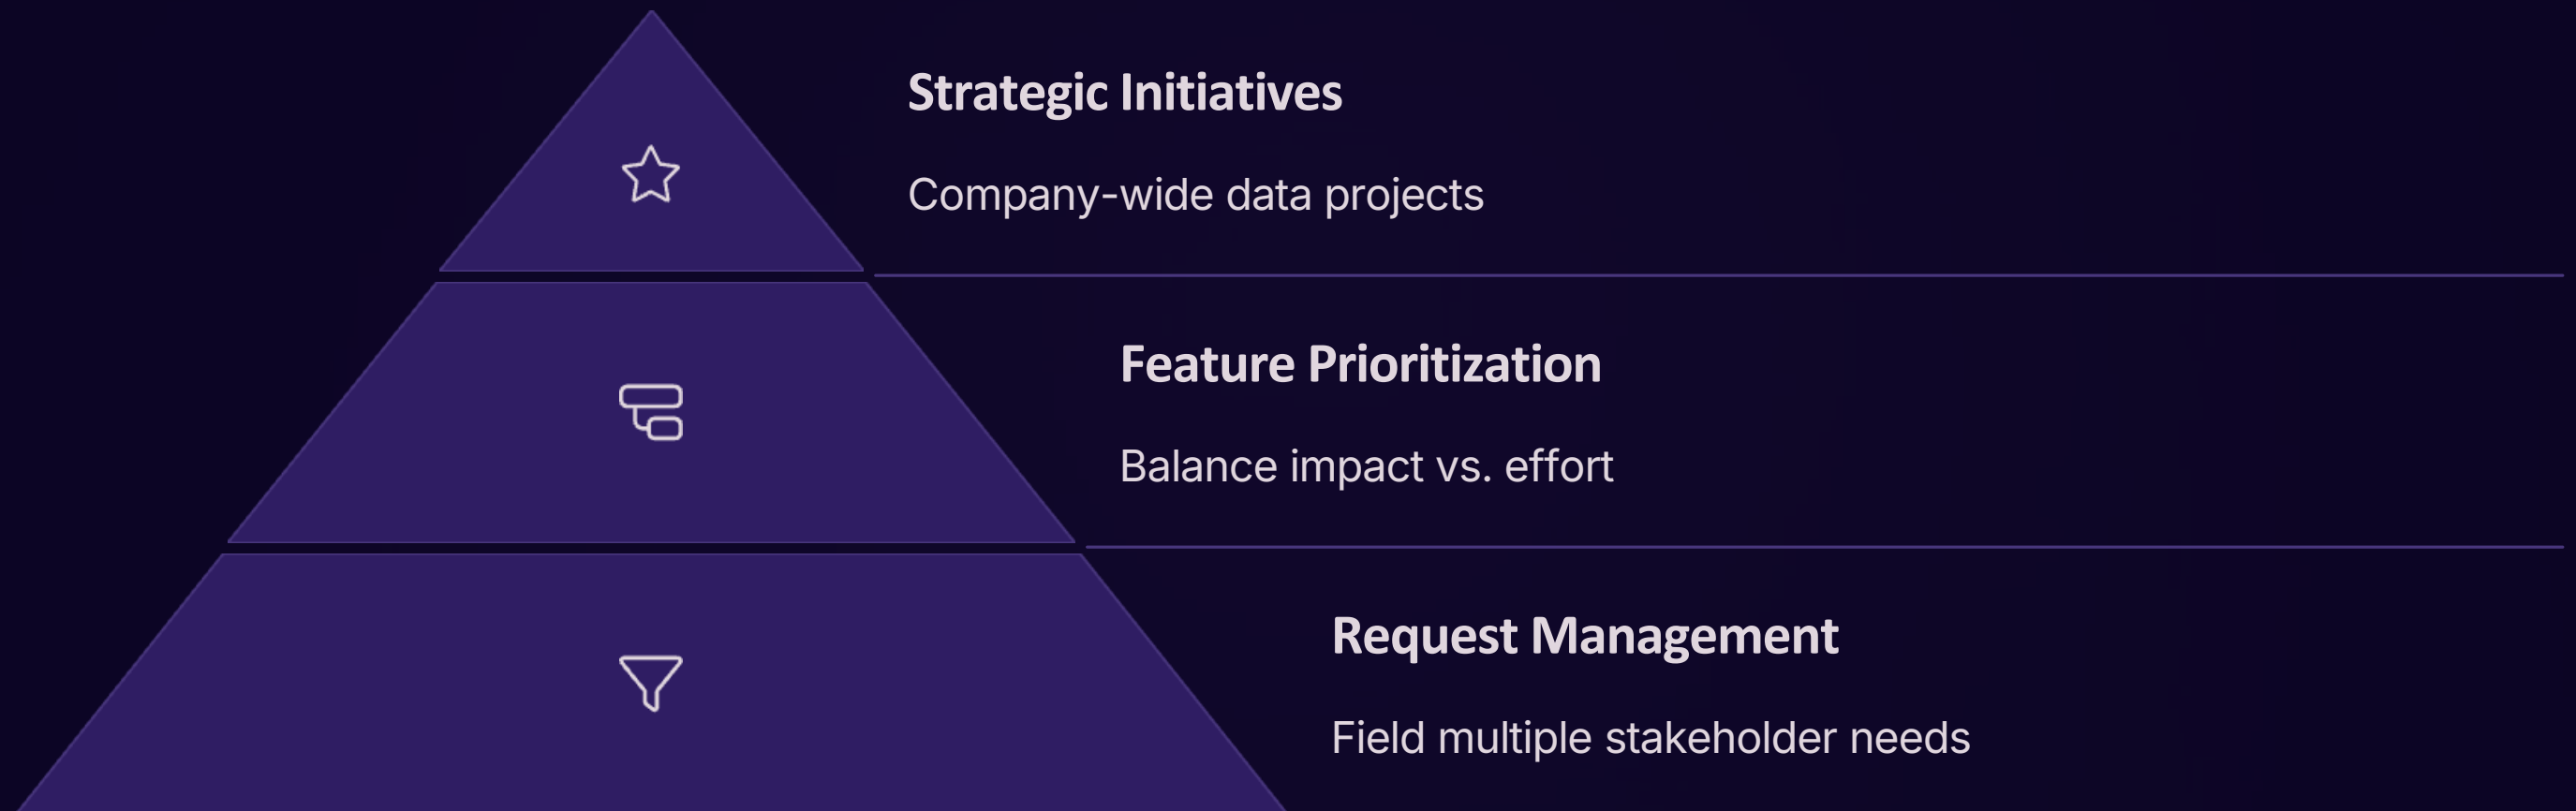 Strategic Initiatives
Company-wide data projects
Feature Prioritization
Balance impact vs. effort
Request Management
Field multiple stakeholder needs